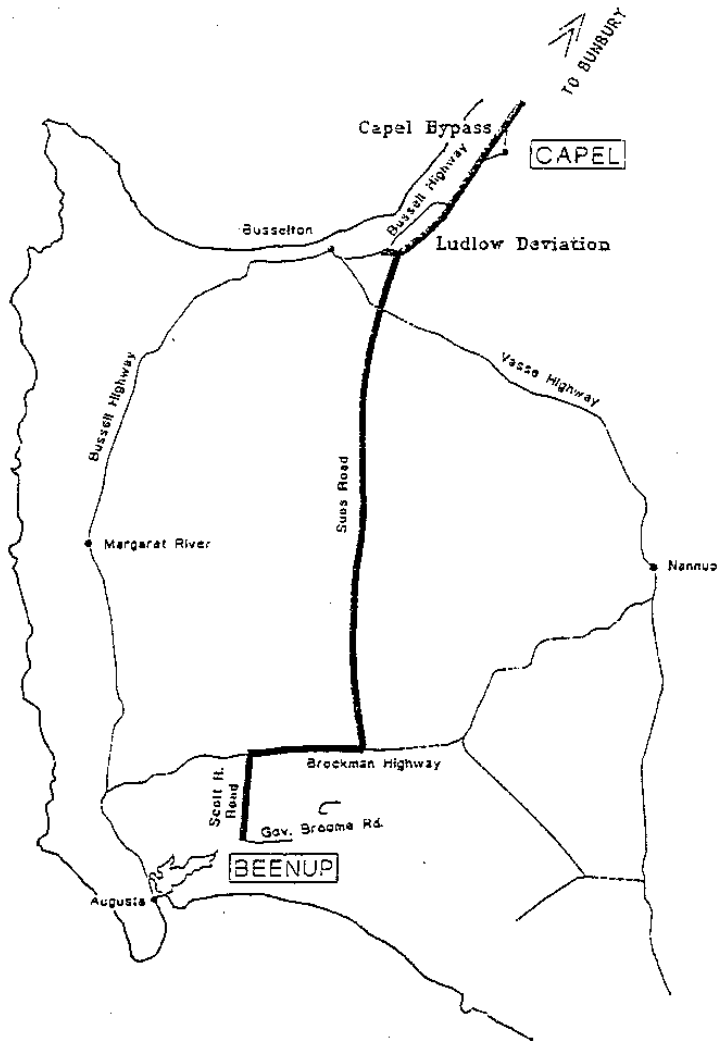 TO BUNBURY
Capel Bypass
CAPEL
Bussell Highway
Busselton
Ludlow Deviation
Vasse Highway
Bussell Highway
Sues Road
Margarat River
Nannup
Brockman Highway
Scott R.
Road
Gov. Broome Rd.
BEENUP
Augusta